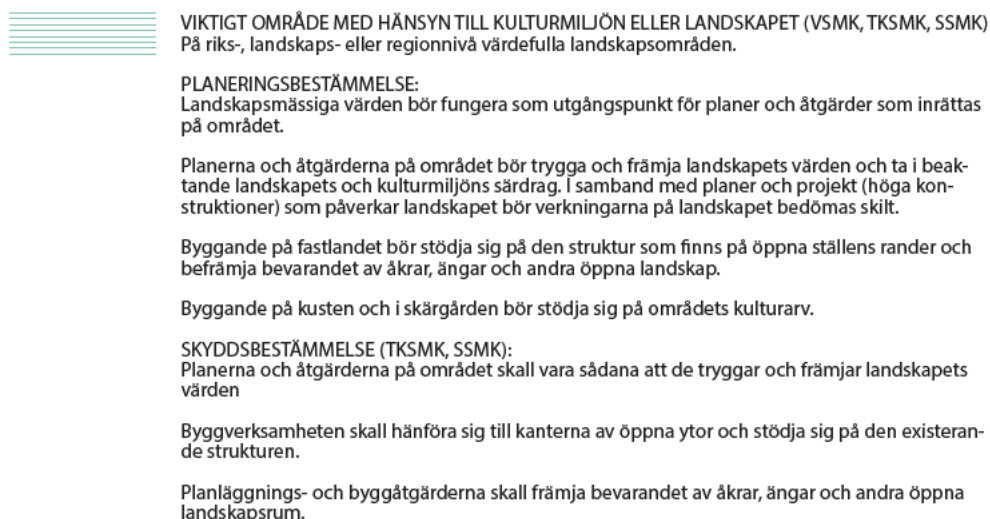 VIKTIGT OMRÅDE MED HÄNSYN TILL KULTURMILJÖN ELLER LANDSKAPET (VSMK, TKSMK, SSMK)
På riks-, landskaps- eller regionnivå värdefulla landskapsområden.
PLANERINGSBESTÄMMELSE:
Landskapsmässiga värden bör fungera som utgångspunkt för planer och åtgärder som inrättas
på området.
Planerna och åtgärderna på området bör trygga och främja landskapets värden och ta i beak-
tande landskapets och kulturmiljöns särdrag. I samband med planer och projekt (höga kon-
struktioner) som påverkar landskapet bör verkningarna på landskapet bedömas skilt.
Byggande på fastlandet bör stödja sig på den struktur som finns på öppna ställens rander och
befrämja bevarandet av åkrar, ängar och andra öppna landskap.
Byggande på kusten och i skärgården bör stödja sig på områdets kulturarv.
SKYDDSBESTÄMMELSE (TKSMK, SSMK):
Planerna och åtgärderna på området skall vara sådana att de tryggar och främjar landskapets
värden
Byggverksamheten skall hänföra sig till kanterna av öppna ytor och stödja sig på den existeran-
de strukturen.
Planläggnings- och byggåtgärderna skall främja bevarandet av åkrar, ängar och andra öppna
landskapsrum.